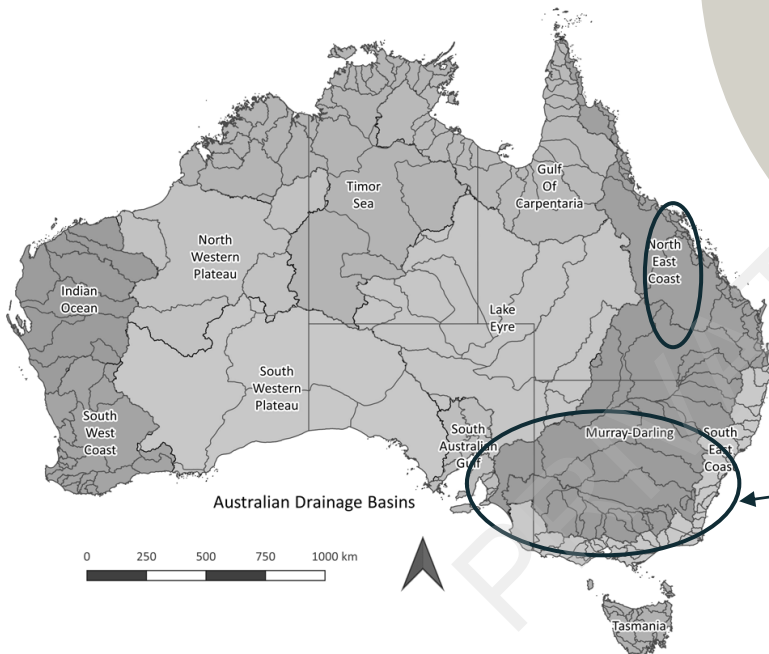 Timor
Sea
Gulf
Of
Carpentaria
North
Western
Plateau
North
East
Coast
Indian
Ocean
Lake
Eyre
South
Western
Plateau
South
West
Coast
South
Australian
Gulf
Murray-Darling
South
East
Coast
Australian Drainage Basins
0 250 500 750 1000 km
Tasmania